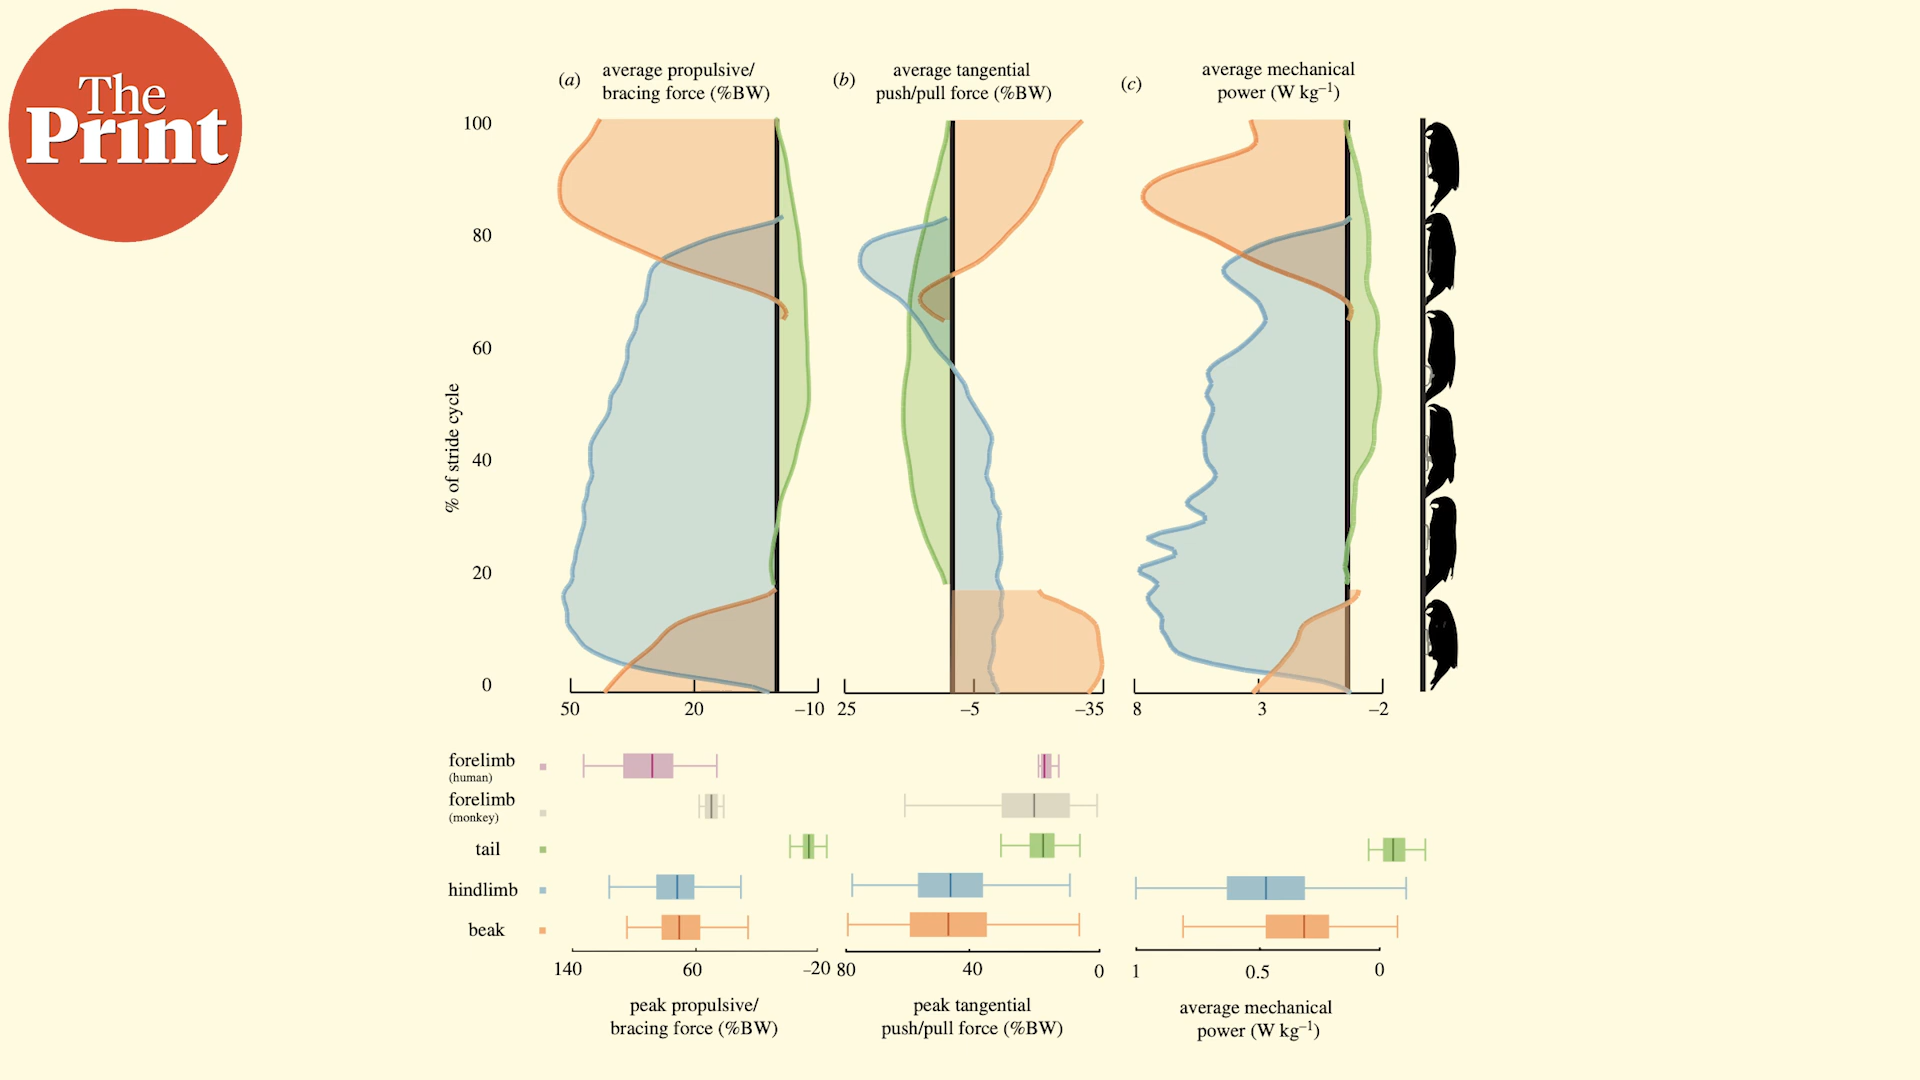 The
Print
(a) average propulsive/
bracing force (%BW)
(b) average tangential
push/pull force (%BW)
(c) average mechanical
power (W kg⁻¹)
100
80
60
40
20
0
% of stride cycle
50 20 –10
25 –5 –35
8 3 –2
forelimb
(human)
forelimb
(monkey)
tail
hindlimb
beak
140 60 –20
80 40 0
1 0.5 0
peak propulsive/
bracing force (%BW)
peak tangential
push/pull force (%BW)
average mechanical
power (W kg⁻¹)